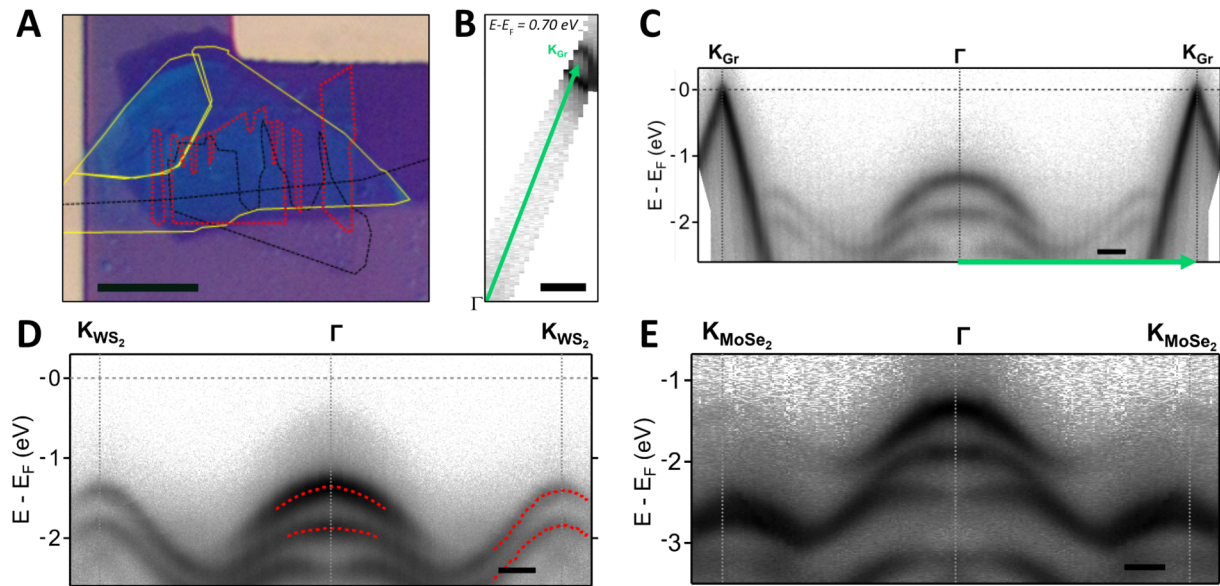 A
B
E-E_F = 0.70 eV
K_Gr
Γ
C
K_Gr Γ K_Gr
E - E_F (eV)
-0
-1
-2
D
K_WS₂ Γ K_WS₂
E - E_F (eV)
-0
-1
-2
E
K_MoSe₂ Γ K_MoSe₂
E - E_F (eV)
-1
-2
-3